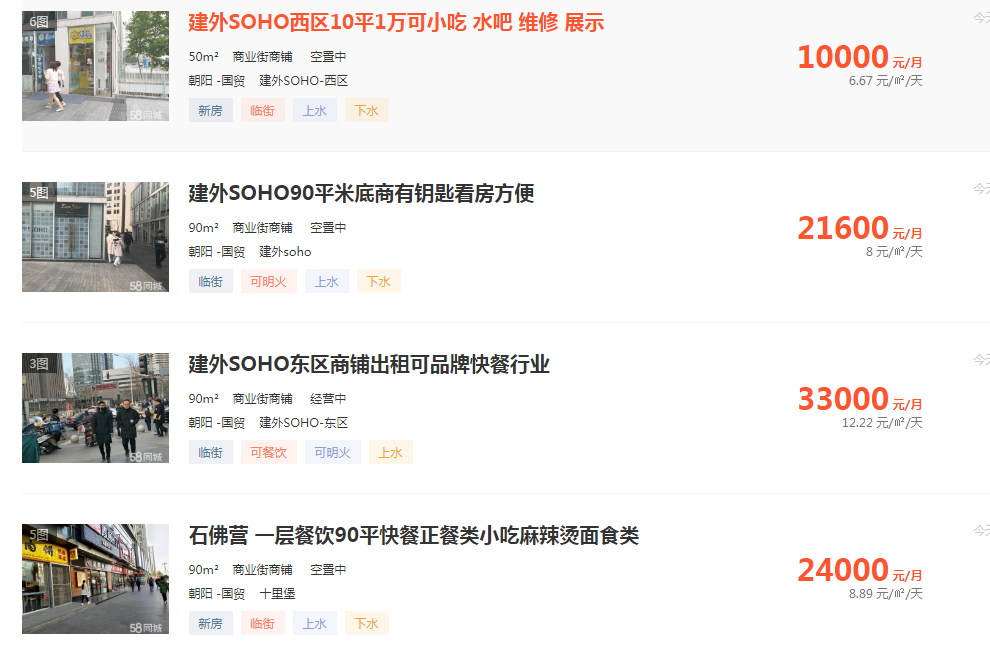 6图
建外SOHO西区10平1万可小吃 水吧 维修 展示
今天
50m² 商业街商铺 空置中
10000 元/月
朝阳 -国贸 建外SOHO-西区
6.67 元/㎡/天
新房 临街 上水 下水
58同城
5图
建外SOHO90平米底商有钥匙看房方便
今天
90m² 商业街商铺 空置中
21600 元/月
朝阳 -国贸 建外soho
8 元/㎡/天
临街 可明火 上水 下水
58同城
3图
建外SOHO东区商铺出租可品牌快餐行业
今天
90m² 商业街商铺 经营中
33000 元/月
朝阳 -国贸 建外SOHO-东区
12.22 元/㎡/天
临街 可餐饮 可明火 上水
58同城
5图
石佛营 一层餐饮90平快餐正餐类小吃麻辣烫面食类
今天
90m² 商业街商铺 空置中
24000 元/月
朝阳 -国贸 十里堡
8.89 元/㎡/天
新房 临街 上水 下水
58同城